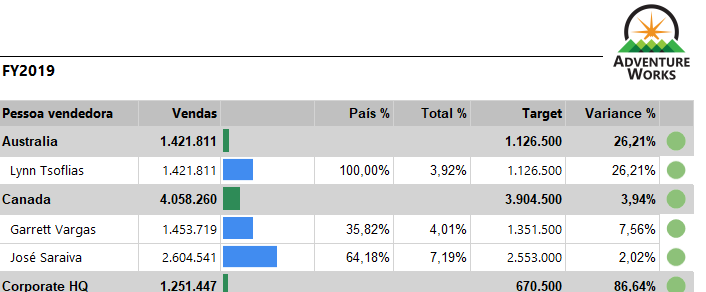 ADVENTURE
WORKS
FY2019
Pessoa vendedora Vendas País % Total % Target Variance %
Australia 1.421.811 1.126.500 26,21%
Lynn Tsoflias 1.421.811 100,00% 3,92% 1.126.500 26,21%
Canada 4.058.260 3.904.500 3,94%
Garrett Vargas 1.453.719 35,82% 4,01% 1.351.500 7,56%
José Saraiva 2.604.541 64,18% 7,19% 2.553.000 2,02%
Corporate HQ 1.251.447 670.500 86,64%